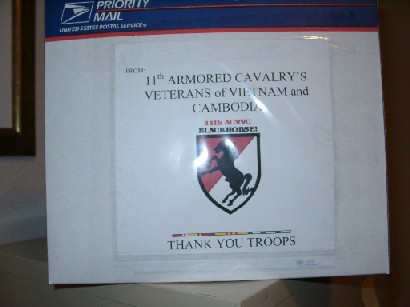 PRIORITY
MAIL
UNITED STATES POSTAL SERVICE
FROM:
11th ARMORED CAVALRY'S
VETERANS of VIETNAM and
CAMBODIA
11th ACVVC
BLACKHORSE!
THANK YOU TROOPS